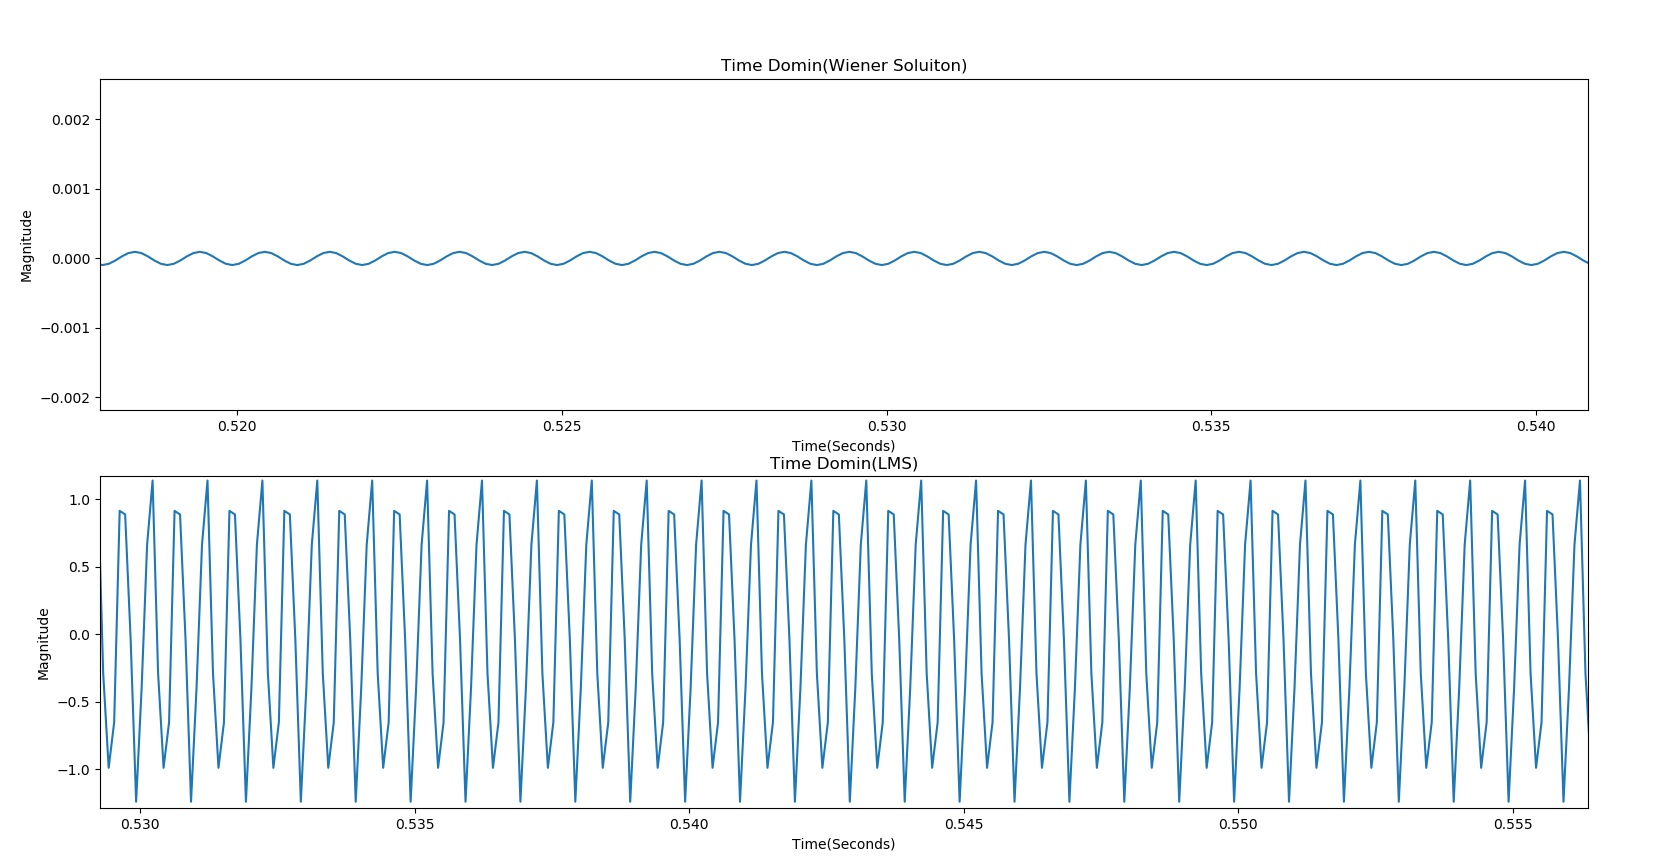 Time Domin(Wiener Soluiton)
Magnitude
0.002
0.001
0.000
−0.001
−0.002
0.520 0.525 0.530 0.535 0.540
Time(Seconds)
Time Domin(LMS)
Magnitude
1.0
0.5
0.0
−0.5
−1.0
0.530 0.535 0.540 0.545 0.550 0.555
Time(Seconds)